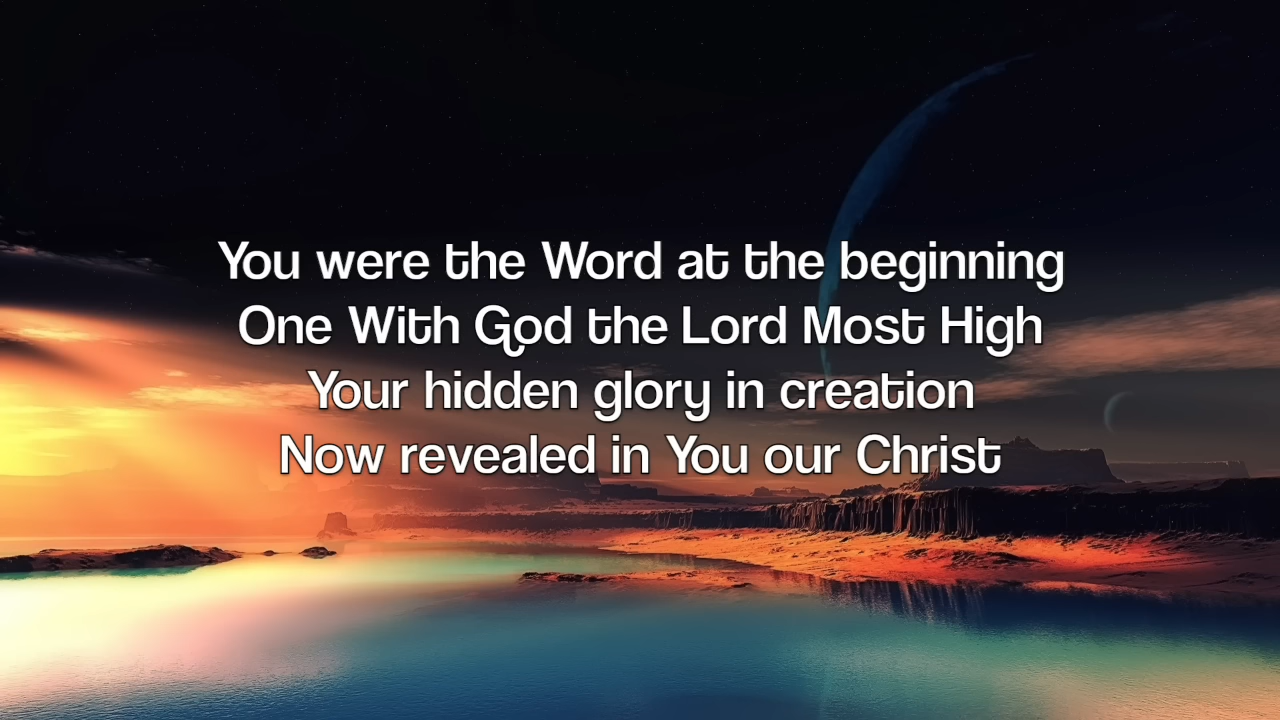 You were the Word at the beginning
One With God the Lord Most High
Your hidden glory in creation
Now revealed in You our Christ